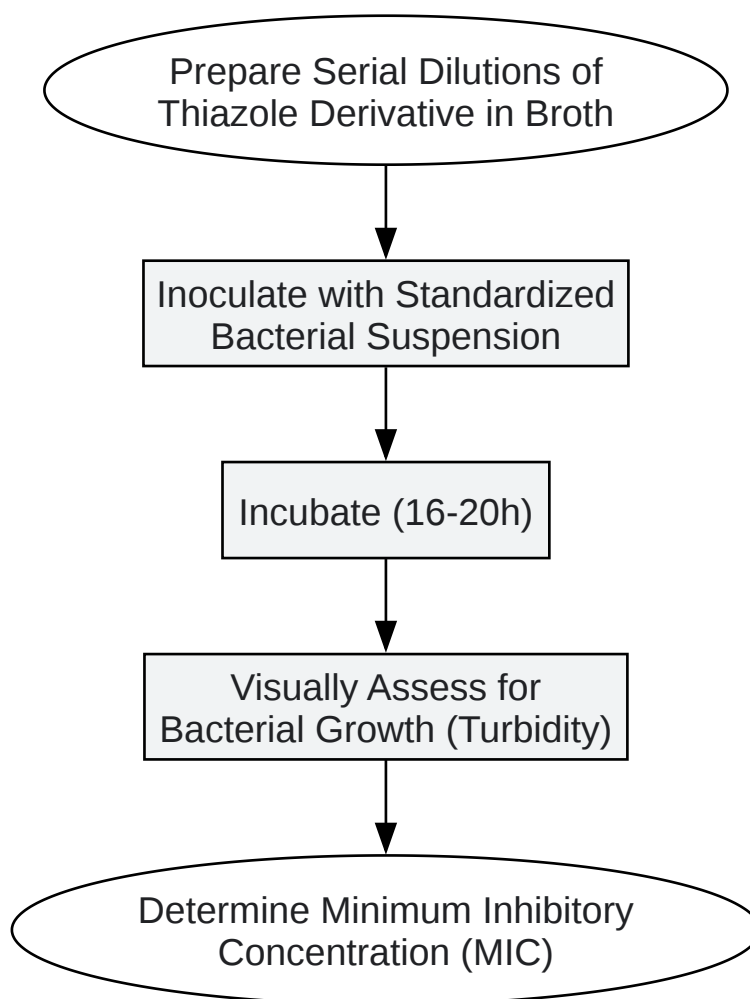 Prepare Serial Dilutions of
Thiazole Derivative in Broth
Inoculate with Standardized
Bacterial Suspension
Incubate (16-20h)
Visually Assess for
Bacterial Growth (Turbidity)
Determine Minimum Inhibitory
Concentration (MIC)